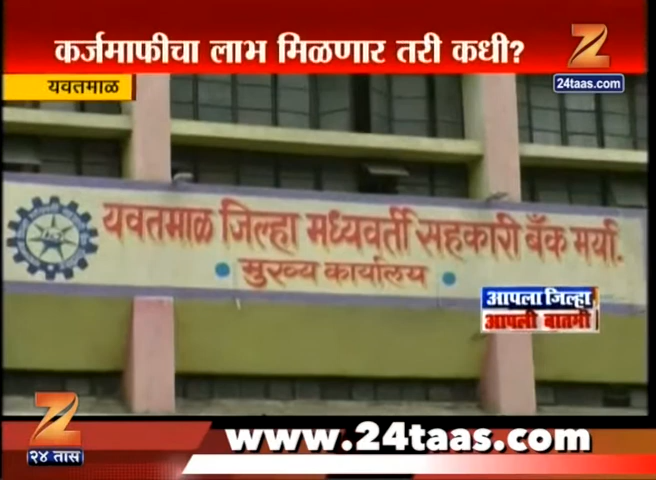 कर्जमाफीचा लाभ मिळणार तरी कधी?
24taas.com
यवतमाळ
यवतमाळ जिल्हा मध्यवर्ती सहकारी बँक मर्या.
मुख्य कार्यालय
आपला जिल्हा
आपली बातमी
२४ तास
www.24taas.com